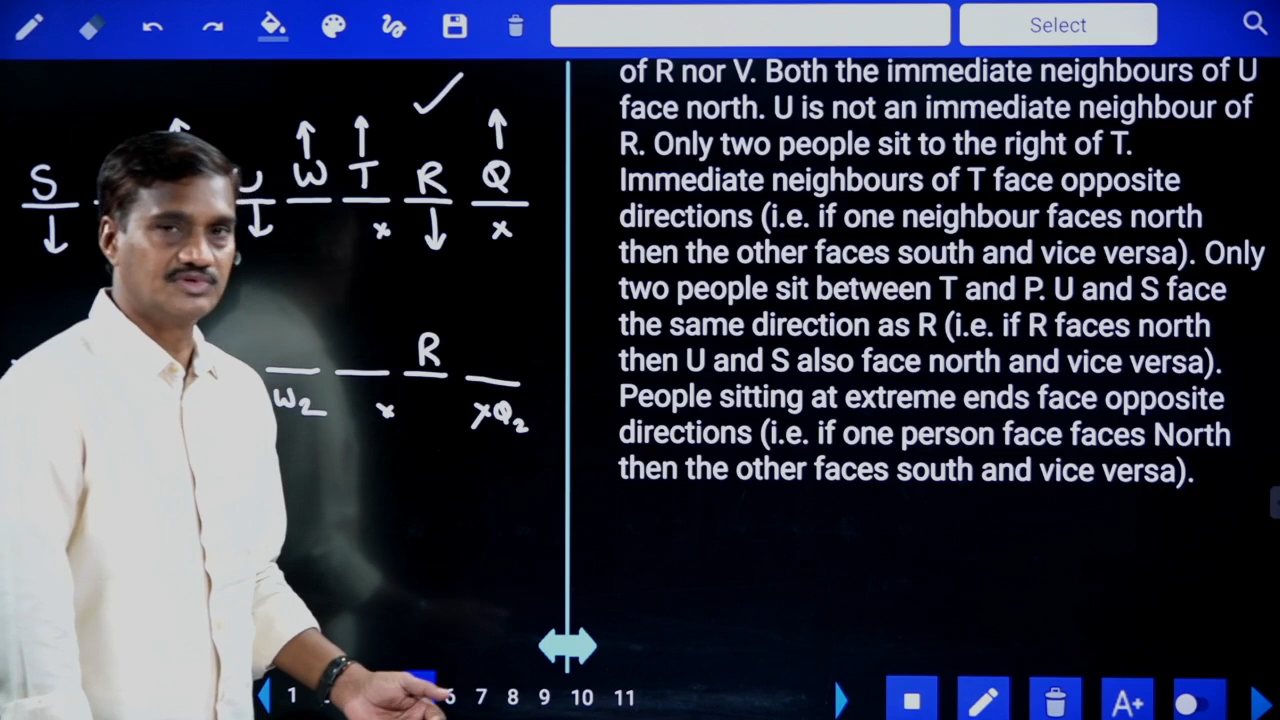 Select
of R nor V. Both the immediate neighbours of U
face north. U is not an immediate neighbour of
R. Only two people sit to the right of T.
Immediate neighbours of T face opposite
directions (i.e. if one neighbour faces north
then the other faces south and vice versa). Only
two people sit between T and P. U and S face
the same direction as R (i.e. if R faces north
then U and S also face north and vice versa).
People sitting at extreme ends face opposite
directions (i.e. if one person face faces North
then the other faces south and vice versa).
S W T R Q
x x
R
W2 x xQ2
1 6 7 8 9 10 11
A+